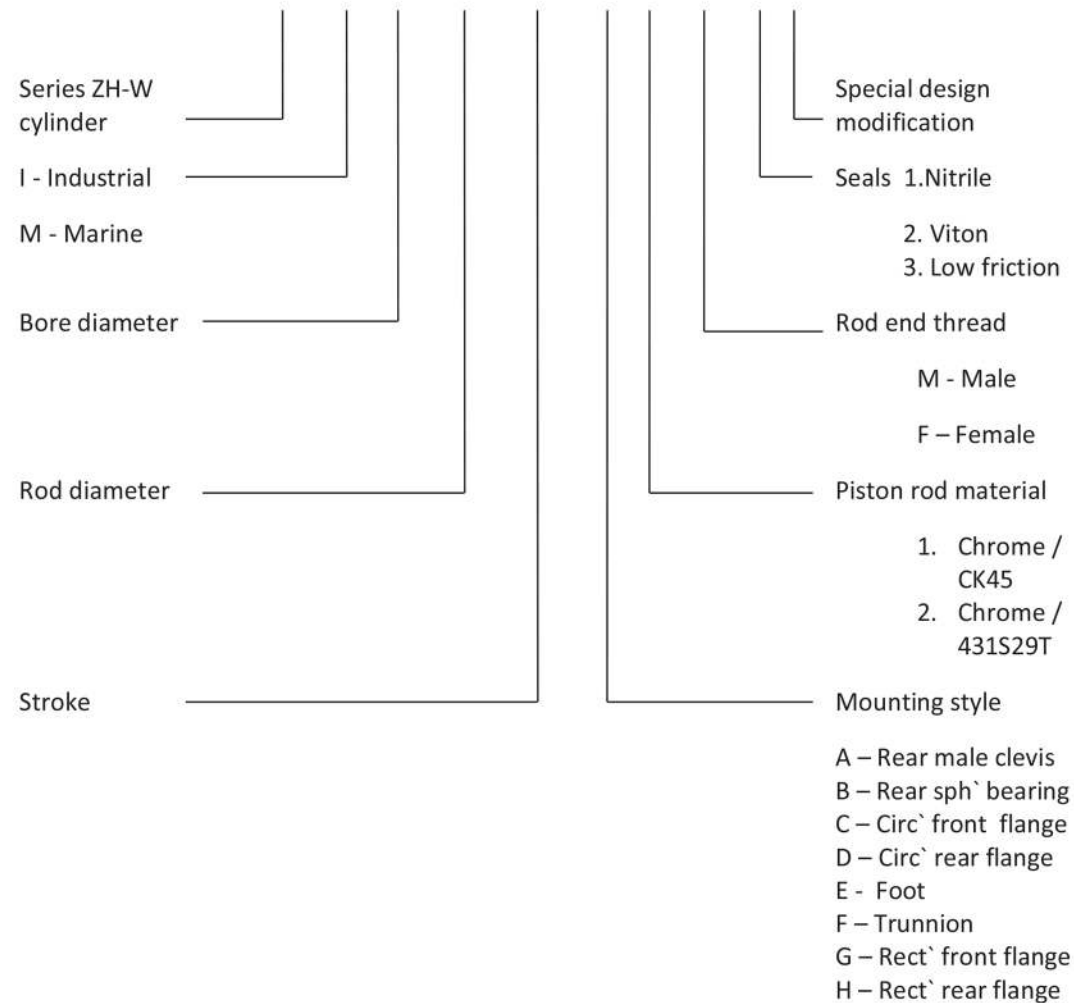 Series ZH-W
cylinder
I - Industrial
M - Marine
Bore diameter
Rod diameter
Stroke
Special design
modification
Seals 1.Nitrile
2. Viton
3. Low friction
Rod end thread
M - Male
F – Female
Piston rod material
1. Chrome /
CK45
2. Chrome /
431S29T
Mounting style
A – Rear male clevis
B – Rear sph` bearing
C – Circ` front flange
D – Circ` rear flange
E - Foot
F – Trunnion
G – Rect` front flange
H – Rect` rear flange